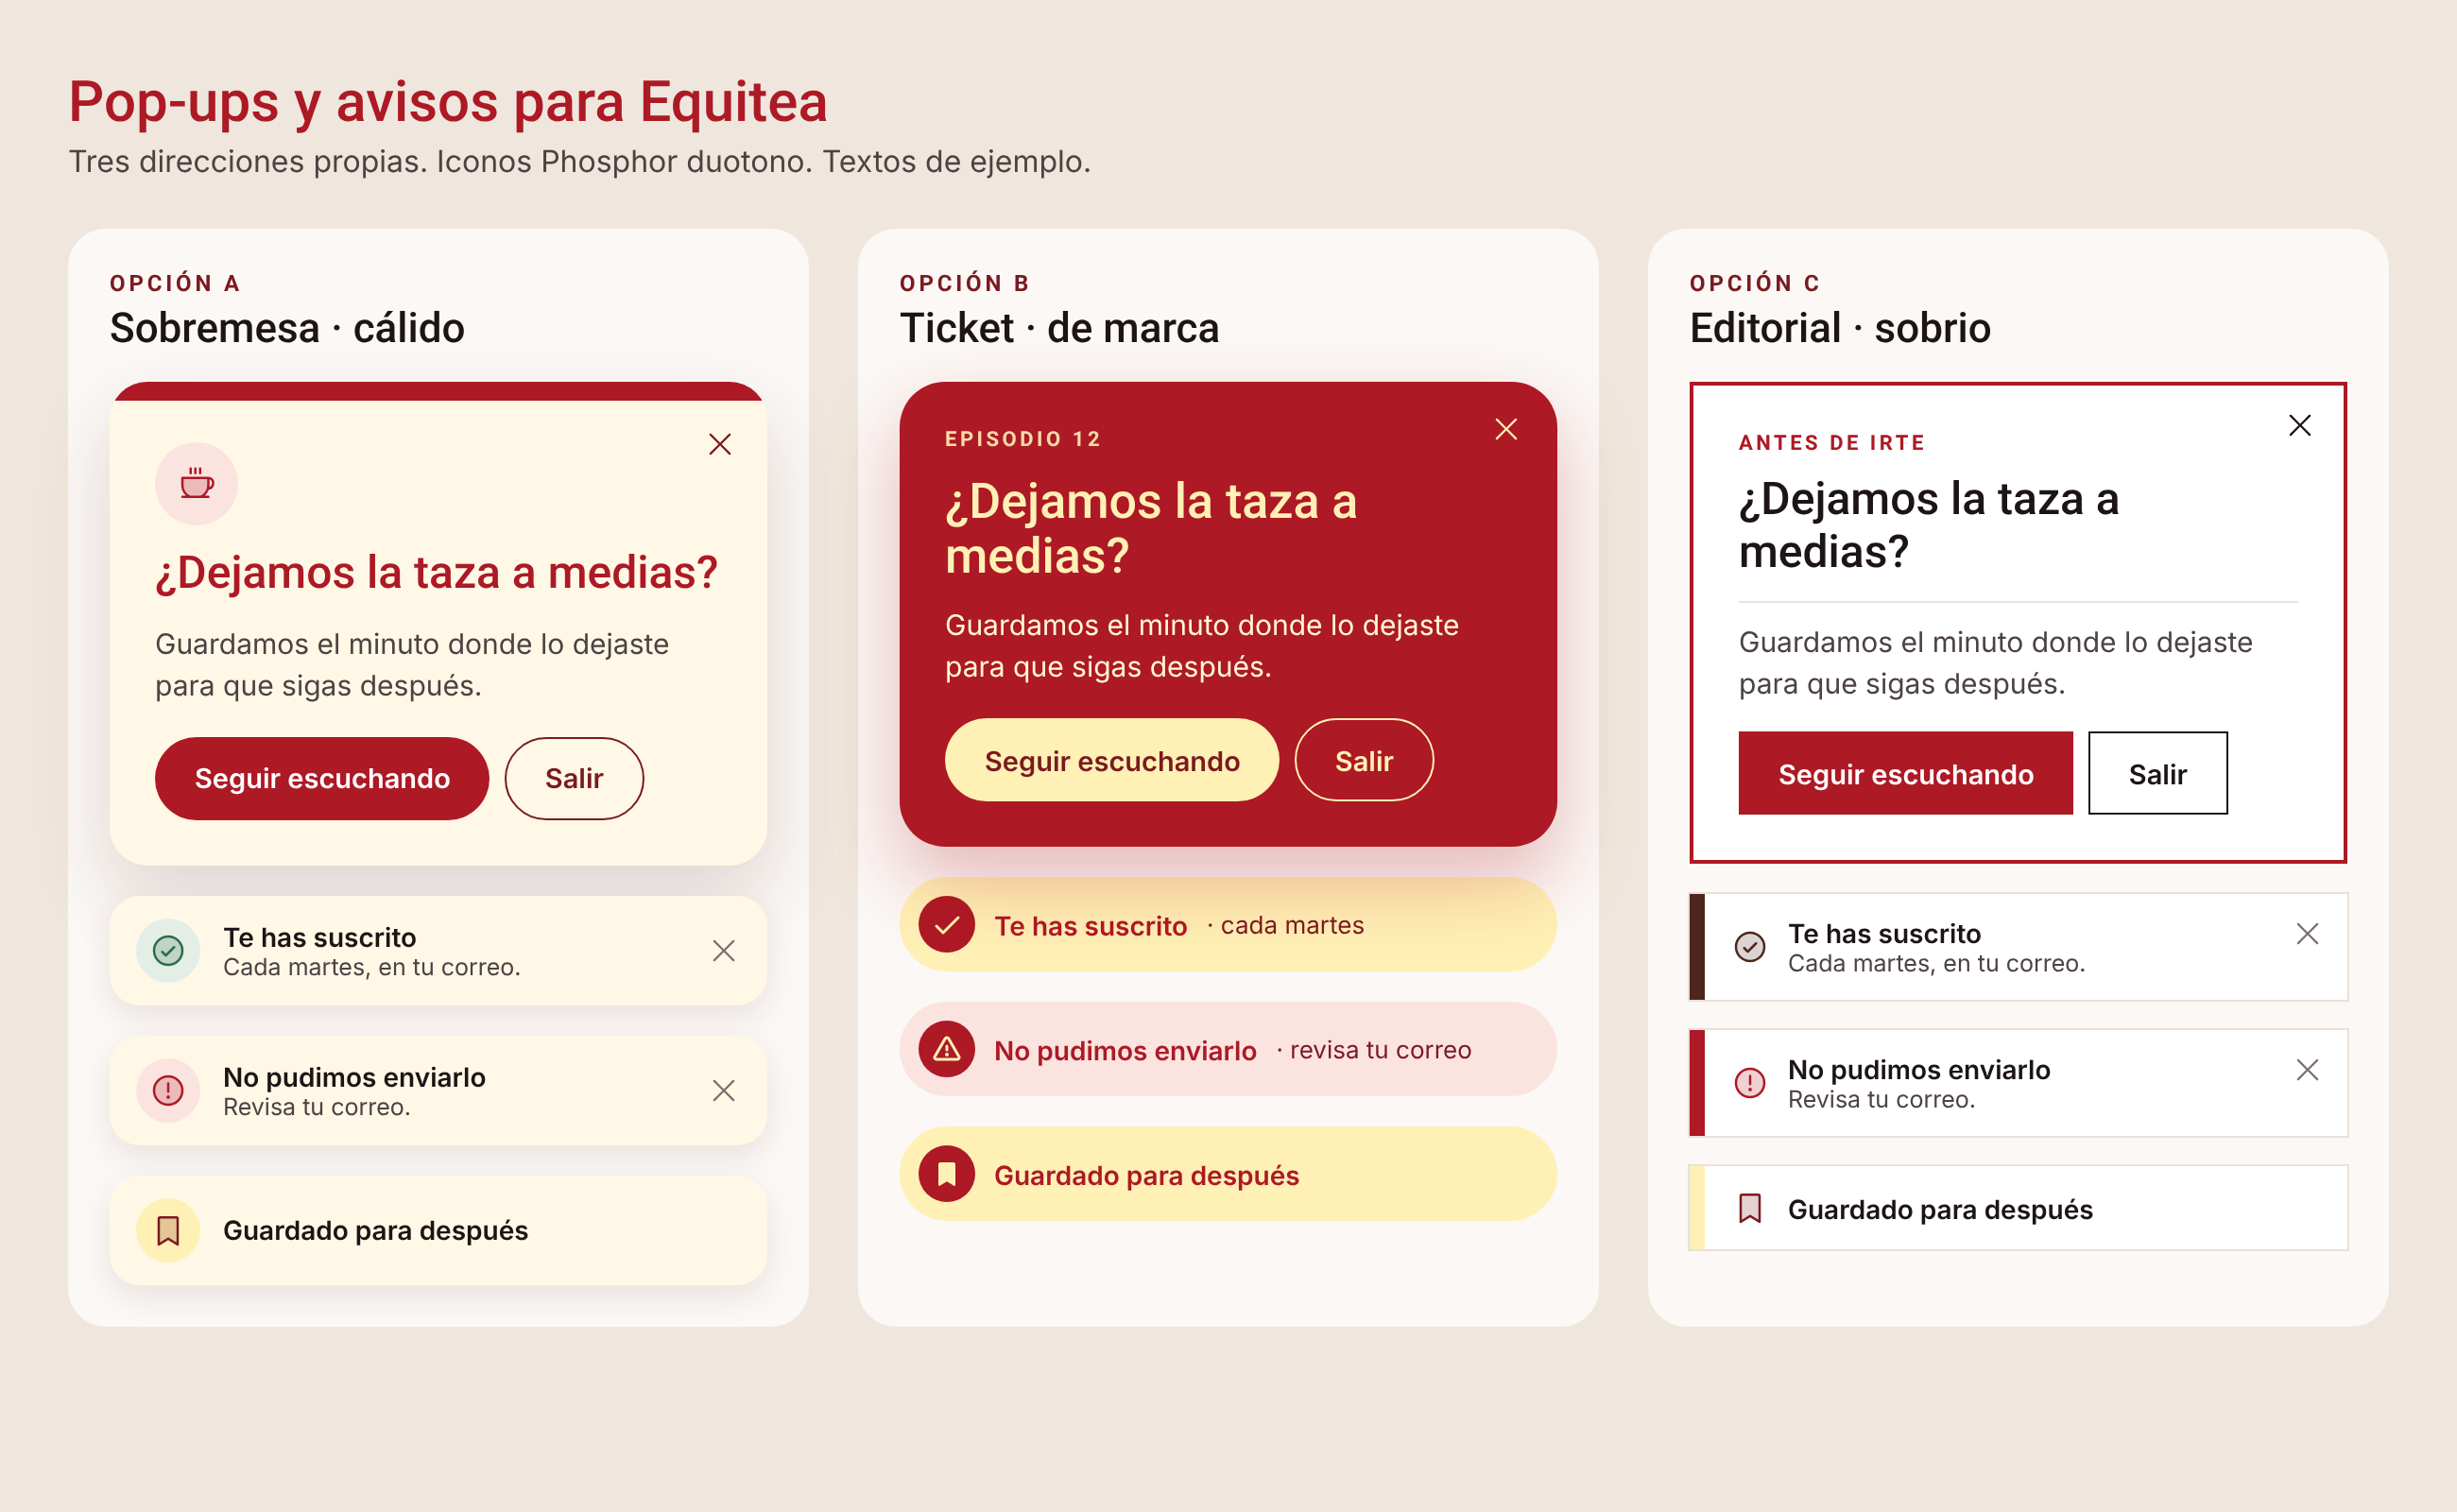 Pop-ups y avisos para Equitea
Tres direcciones propias. Iconos Phosphor duotono. Textos de ejemplo.
OPCIÓN A
Sobremesa · cálido
¿Dejamos la taza a medias?
Guardamos el minuto donde lo dejaste
para que sigas después.
Seguir escuchando
Salir
Te has suscrito
Cada martes, en tu correo.
No pudimos enviarlo
Revisa tu correo.
Guardado para después
OPCIÓN B
Ticket · de marca
EPISODIO 12
¿Dejamos la taza a
medias?
Guardamos el minuto donde lo dejaste
para que sigas después.
Seguir escuchando
Salir
Te has suscrito · cada martes
No pudimos enviarlo · revisa tu correo
Guardado para después
OPCIÓN C
Editorial · sobrio
ANTES DE IRTE
¿Dejamos la taza a
medias?
Guardamos el minuto donde lo dejaste
para que sigas después.
Seguir escuchando
Salir
Te has suscrito
Cada martes, en tu correo.
No pudimos enviarlo
Revisa tu correo.
Guardado para después